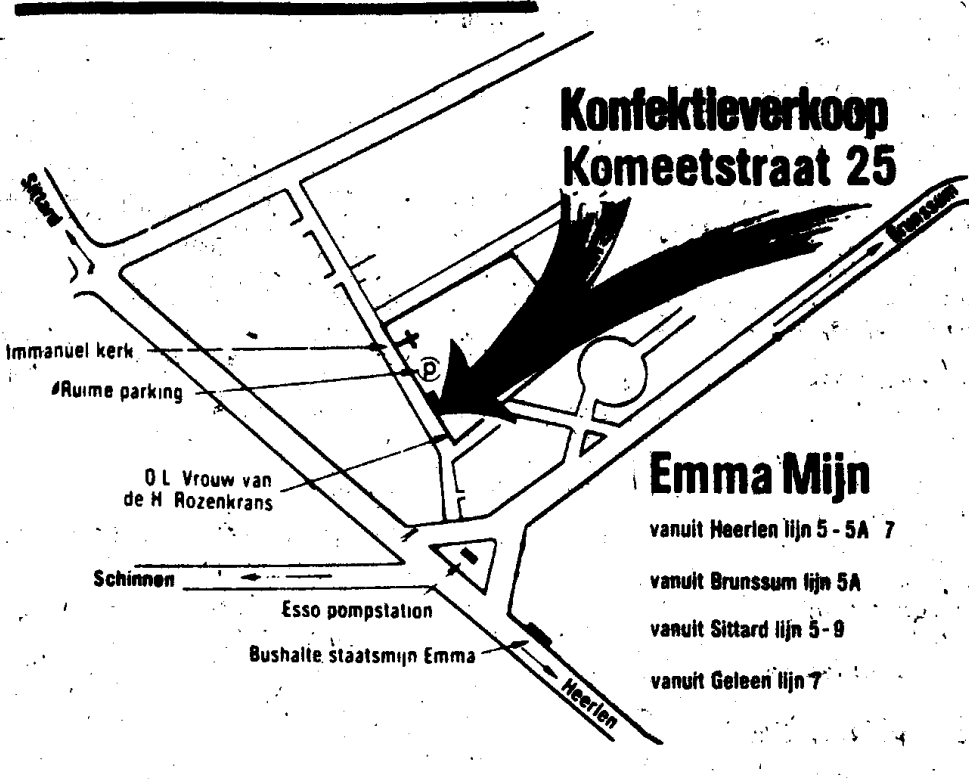 Konfektieverkoop
Komeetstraat 25
Sittard
Brunssum
Immanuel kerk
Ruime parking
P
O L Vrouw van
de H Rozenkrans
Emma Mijn
vanuit Heerlen lijn 5 - 5A 7
vanuit Brunssum lijn 5A
vanuit Sittard lijn 5 - 9
vanuit Geleen lijn 7
Schinnen
Esso pompstation
Bushalte staatsmijn Emma
Heerlen